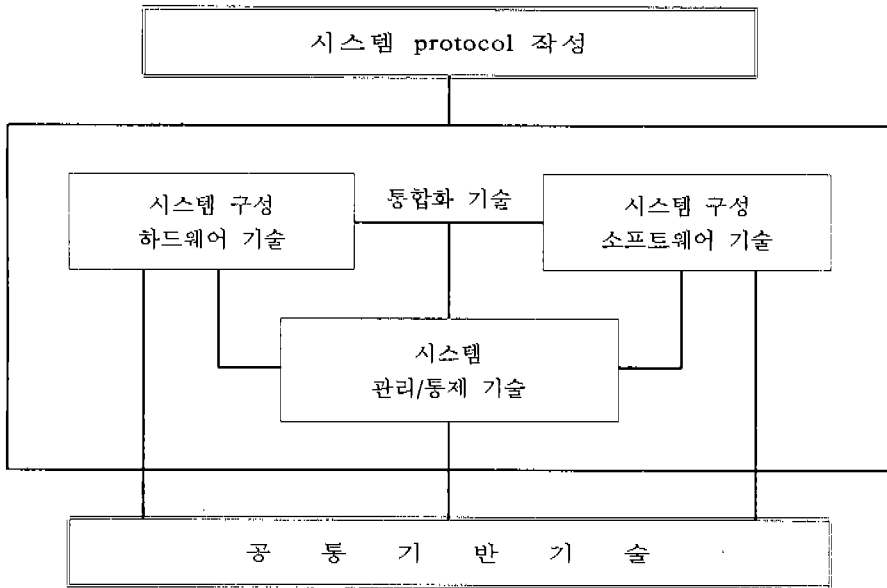 시스템 protocol 작성
통합화 기술
시스템 구성
하드웨어 기술
시스템 구성
소프트웨어 기술
시스템
관리/통제 기술
공 통 기 반 기 술